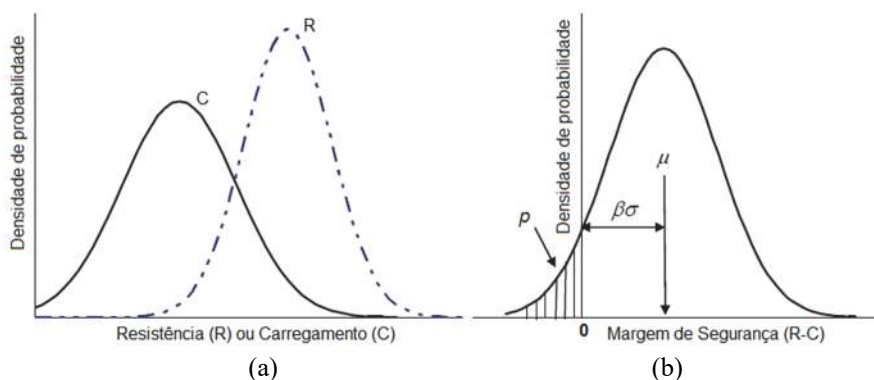 Densidade de probabilidade
C
R
Resistência (R) ou Carregamento (C)
(a)
Densidade de probabilidade
p
βσ
μ
0
Margem de Segurança (R-C)
(b)